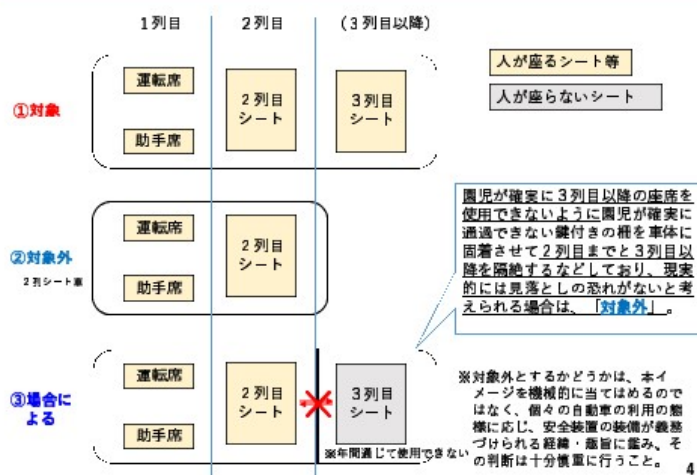 1列目
2列目
(3列目以降)
人が座るシート等
人が座らないシート
①対象
運転席
助手席
2列目
シート
3列目
シート
②対象外
2列シート車
運転席
助手席
2列目
シート
園児が確実に3列目以降の座席を
使用できないように園児が確実に
通過できない鍵付きの柵を車体に
固着させて2列目までと3列目以
降を隔絶するなどしており、現実
的には見落としの恐れがないと考
えられる場合は、「対象外」。
③場合に
よる
運転席
助手席
2列目
シート
3列目
シート
※年間通じて使用できない
※対象外とするかどうかは、本イ
メージを機械的に当てはめるので
はなく、個々の自動車の利用の態
様に応じ、安全装置の装備が義務
づけられる経緯・趣旨に鑑み、そ
の判断は十分慎重に行うこと。
4